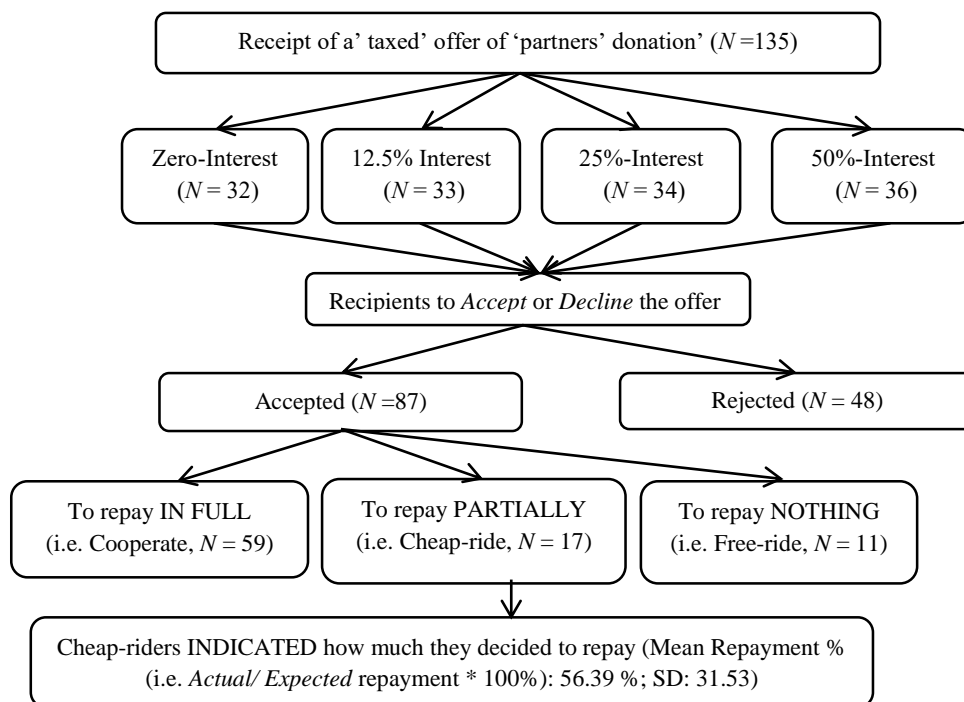 Receipt of a’ taxed’ offer of ‘partners’ donation’ (N =135)
Zero-Interest
(N = 32)
12.5% Interest
(N = 33)
25%-Interest
(N = 34)
50%-Interest
(N = 36)
Recipients to Accept or Decline the offer
Accepted (N =87)
Rejected (N = 48)
To repay IN FULL
(i.e. Cooperate, N = 59)
To repay PARTIALLY
(i.e. Cheap-ride, N = 17)
To repay NOTHING
(i.e. Free-ride, N = 11)
Cheap-riders INDICATED how much they decided to repay (Mean Repayment %
(i.e. Actual/ Expected repayment * 100%): 56.39 %; SD: 31.53)